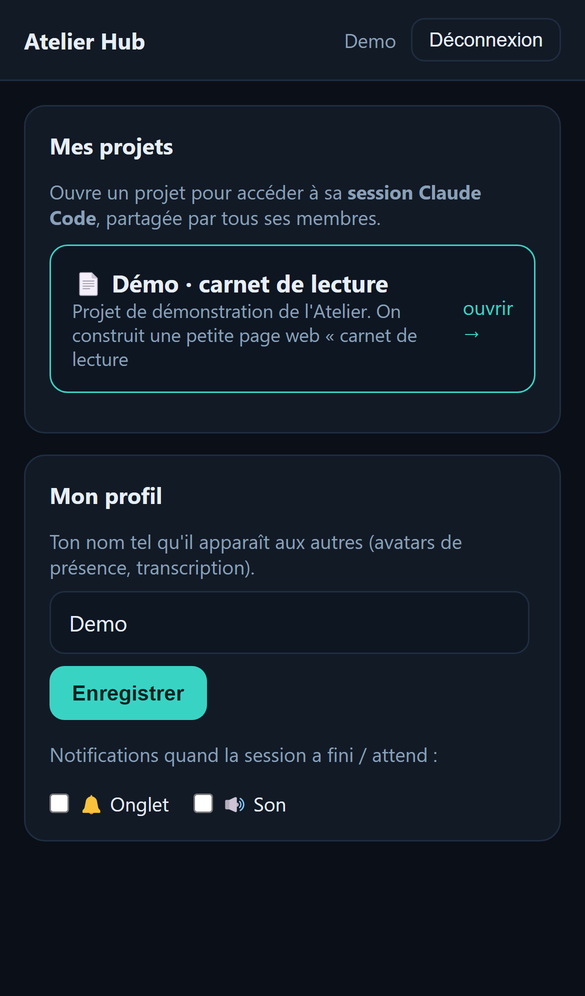 Atelier Hub
Demo
Déconnexion
Mes projets
Ouvre un projet pour accéder à sa session Claude
Code, partagée par tous ses membres.
Démo · carnet de lecture
Projet de démonstration de l'Atelier. On
construit une petite page web « carnet de
lecture
ouvrir
→
Mon profil
Ton nom tel qu'il apparaît aux autres (avatars de
présence, transcription).
Demo
Enregistrer
Notifications quand la session a fini / attend :
Onglet
Son